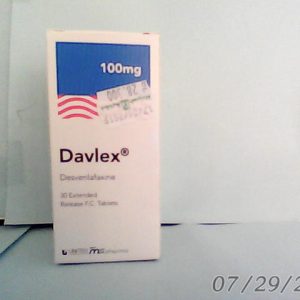 100mg
Davlex®
Desvenlafaxine
30 Extended
Release F.C. Tablets
07/29/2